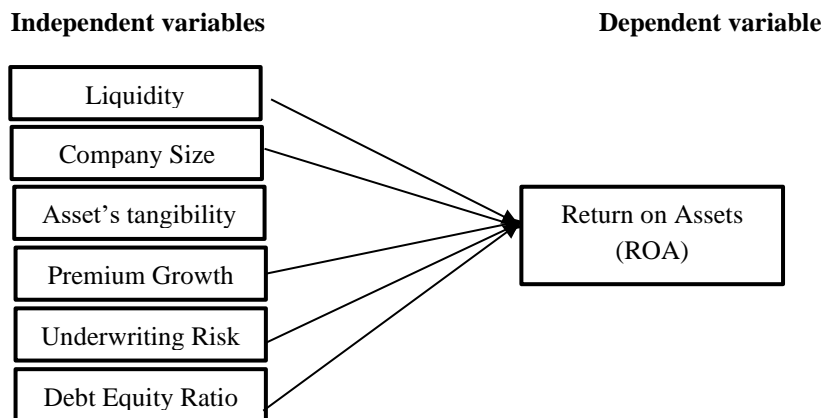 Independent variables
Dependent variable
Liquidity
Company Size
Asset’s tangibility
Premium Growth
Underwriting Risk
Debt Equity Ratio
Return on Assets
(ROA)